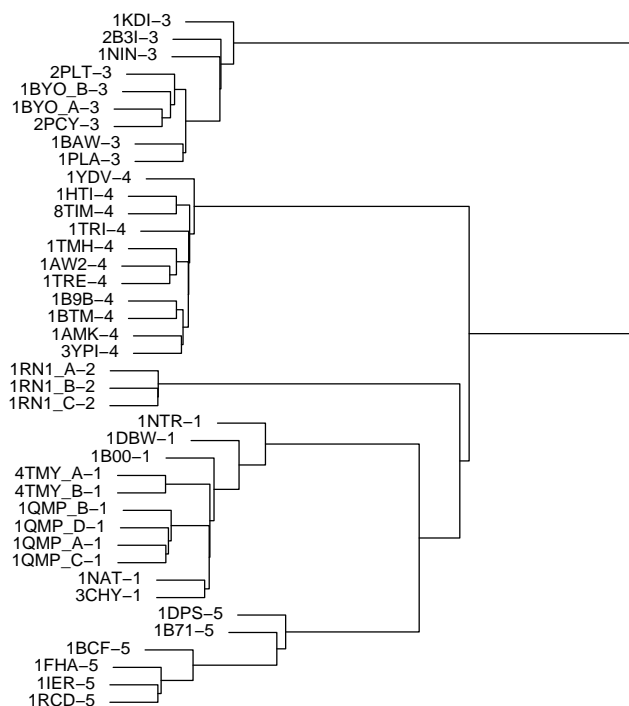 1KDI−3
2B3I−3
1NIN−3
2PLT−3
1BYO_B−3
1BYO_A−3
2PCY−3
1BAW−3
1PLA−3
1YDV−4
1HTI−4
8TIM−4
1TRI−4
1TMH−4
1AW2−4
1TRE−4
1B9B−4
1BTM−4
1AMK−4
3YPI−4
1RN1_A−2
1RN1_B−2
1RN1_C−2
1NTR−1
1DBW−1
1B00−1
4TMY_A−1
4TMY_B−1
1QMP_B−1
1QMP_D−1
1QMP_A−1
1QMP_C−1
1NAT−1
3CHY−1
1DPS−5
1B71−5
1BCF−5
1FHA−5
1IER−5
1RCD−5